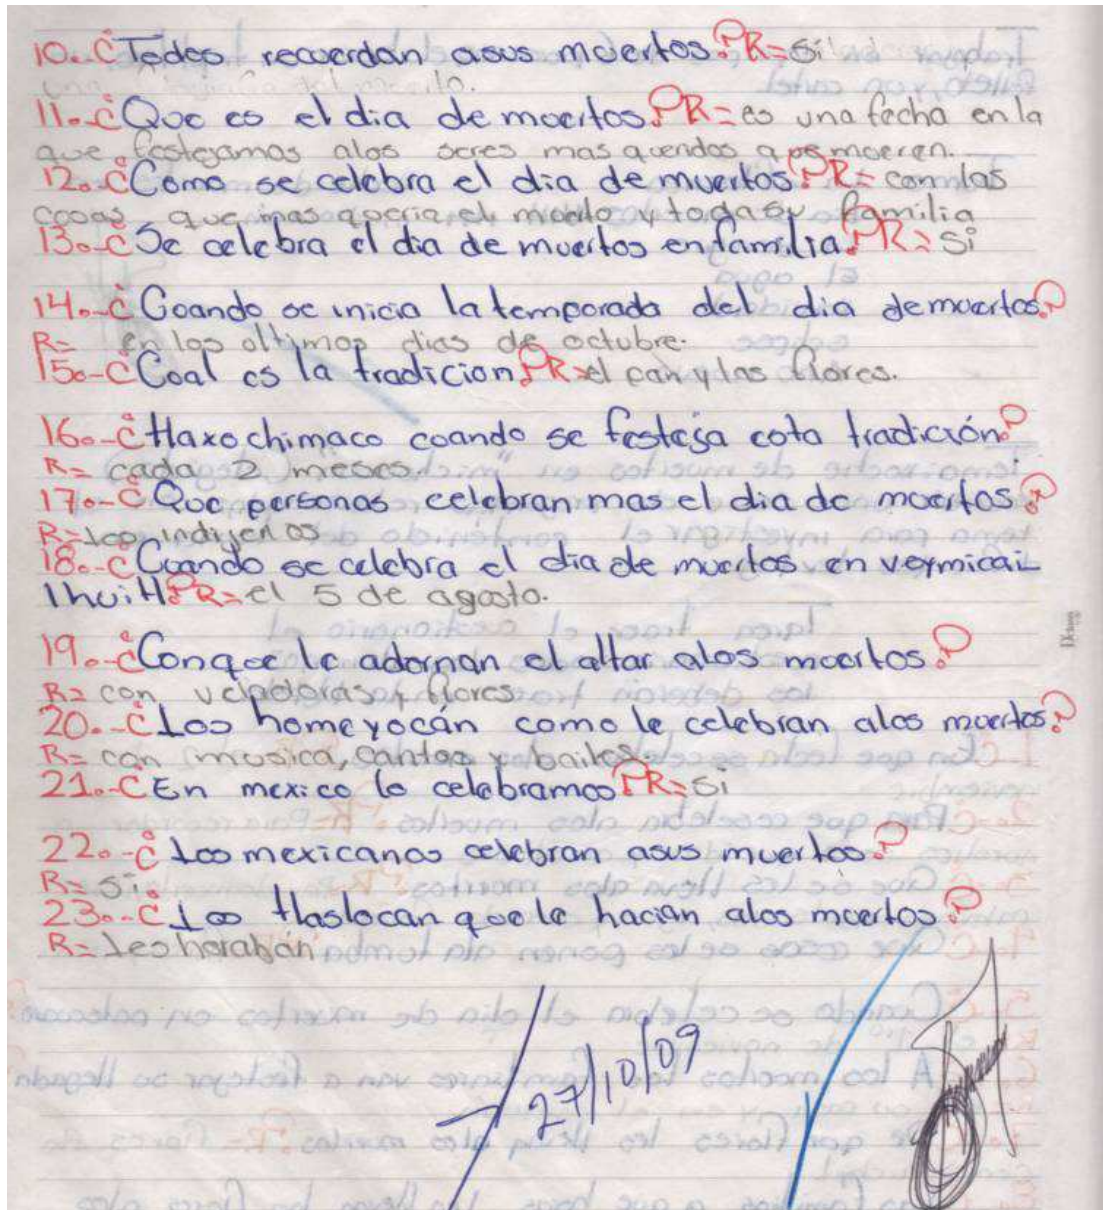 10.-¿Todos recuerdan asus muertos?R=Si
11.-¿Que es el dia de muertos?R=es una fecha en la
que festejamos alos seres mas queridos que mueren.
12.-¿Como se celebra el dia de muertos?R=con las
cosas que mas queria el muerto y toda su familia
13.-¿Se celebra el dia de muertos en familia?R=Si
14.-¿Cuando se inicia la temporada del dia demuertos?
R= en los ultimos dias de octubre.
15.-¿Cual es la tradicion?R=el pan y las flores.
16.-¿tlaxochimaco cuando se festeja esta tradición?
R= cada 2 meses.
17.-¿Que personas celebran mas el dia de muertos?
R=Los indijenas
18.-¿Cuando se celebra el dia de muertos en veymicai
lhuitl?R=el 5 de agosto.
19.-¿Conque le adornan el altar alos muertos?
R=con veladoras y flores
20.-¿Los homeyocán como le celebran alos muertos?
R= con musica, cantos y bailes.
21.-¿En mexico lo celebramos?R=Si
22.-¿Los mexicanos celebran asus muertos?
R= Si
23.-¿Los tlaslocan que le hacian alos muertos?
R=Les
27/10/09